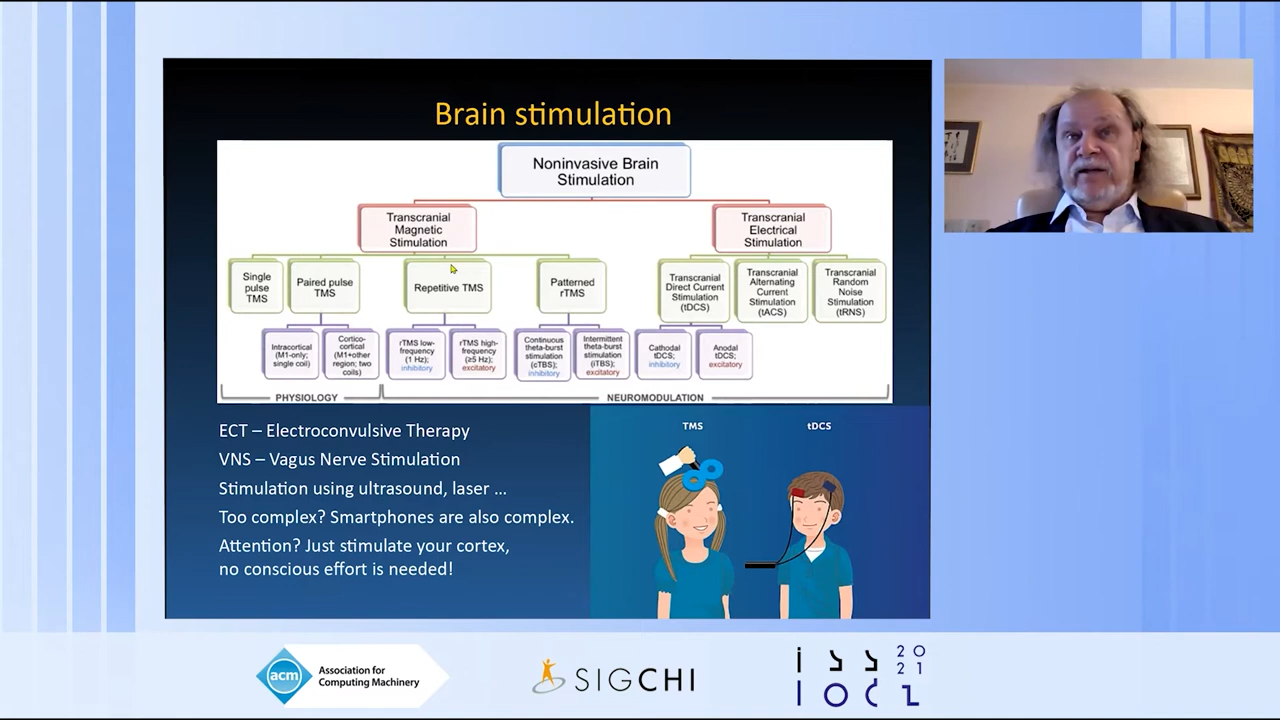 Brain stimulation
Noninvasive Brain
Stimulation
Transcranial
Magnetic
Stimulation
Transcranial
Electrical
Stimulation
Single
pulse
TMS
Paired pulse
TMS
Repetitive TMS
Patterned
rTMS
Transcranial
Direct Current
Stimulation
(tDCS)
Transcranial
Alternating
Current
Stimulation
(tACS)
Transcranial
Random
Noise
Stimulation
(tRNS)
Intracortical
(M1-only;
single coil)
Cortico-
cortical
(M1+other
region; two
coils)
rTMS low-
frequency
(1 Hz);
inhibitory
rTMS high-
frequency
(≥5 Hz);
excitatory
Continuous
theta-burst
stimulation
(cTBS);
inhibitory
Intermittent
theta-burst
stimulation
(iTBS);
excitatory
Cathodal
tDCS;
inhibitory
Anodal
tDCS;
excitatory
PHYSIOLOGY
NEUROMODULATION
ECT – Electroconvulsive Therapy
VNS – Vagus Nerve Stimulation
Stimulation using ultrasound, laser ...
Too complex? Smartphones are also complex.
Attention? Just stimulate your cortex,
no conscious effort is needed!
TMS
tDCS
acm
Association for
Computing Machinery
SIGCHI
ISS
20
21